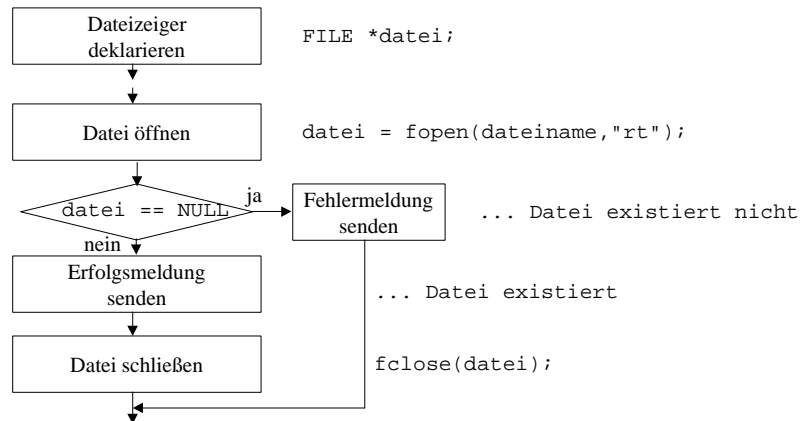 Dateizeiger
deklarieren
FILE *datei;
Datei öffnen
datei = fopen(dateiname,"rt");
datei == NULL
ja
Fehlermeldung
senden
... Datei existiert nicht
nein
Erfolgsmeldung
senden
... Datei existiert
Datei schließen
fclose(datei);